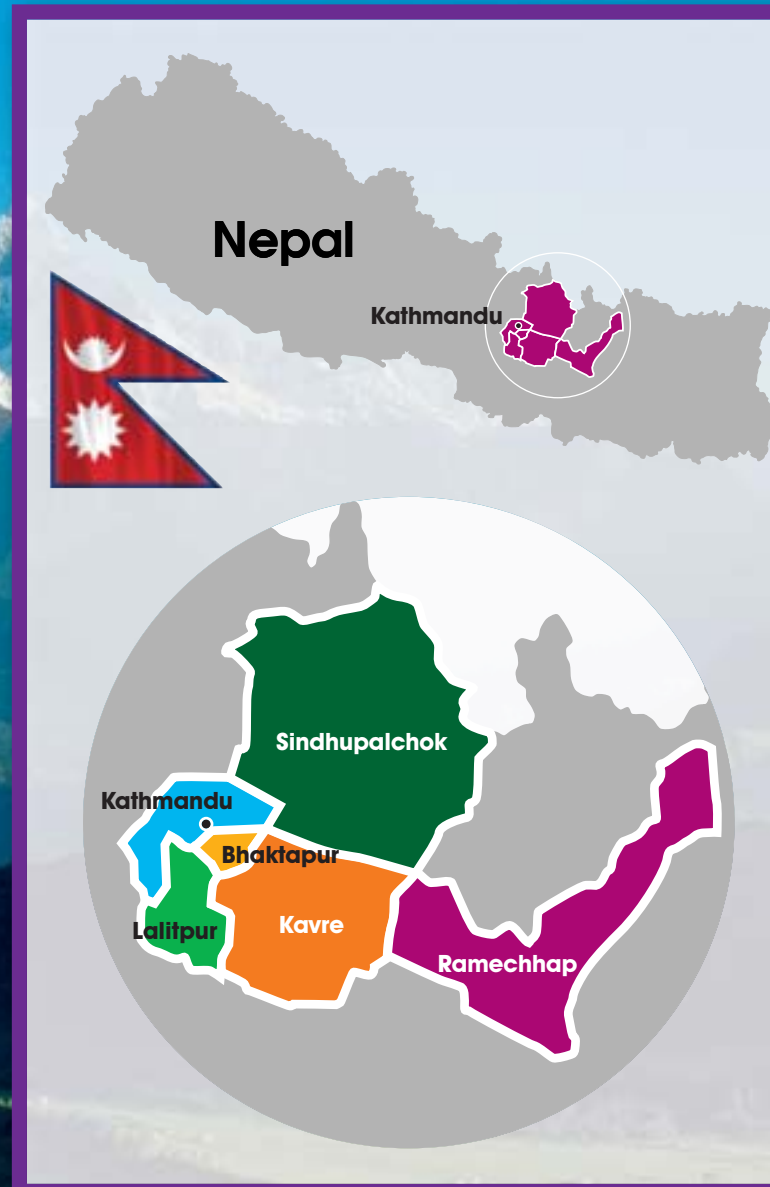 Nepal
Kathmandu
Sindhupalchok
Kathmandu
Bhaktapur
Lalitpur
Kavre
Ramechhap